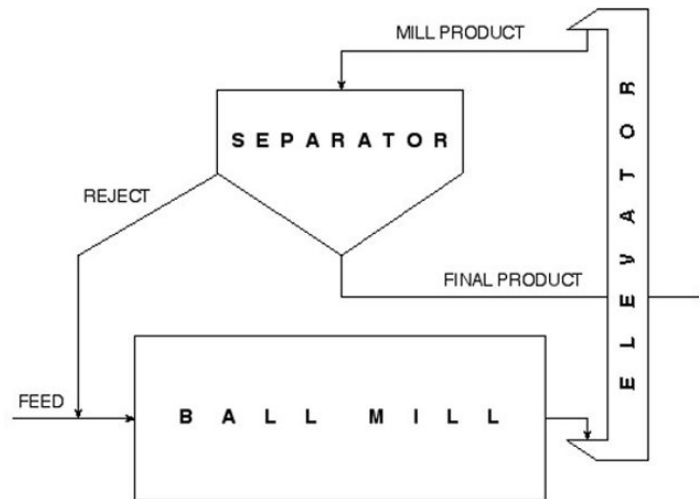 MILL PRODUCT
SEPARATOR
ELEVATOR
REJECT
FINAL PRODUCT
FEED
BALL MILL